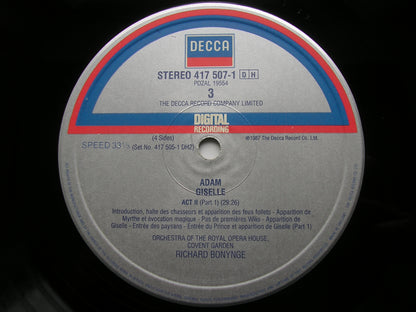 DECCA
STEREO 417 507-1 DH
PDZAL 19554
3
THE DECCA RECORD COMPANY LIMITED
DIGITAL
RECORDING
(4 Sides)
℗1987 The Decca Record Co. Ltd.
SPEED 33⅓ (Set No. 417 505-1 DH2)
ADAM
GISELLE
ACT II (Part 1) (29:26)
Introduction, halte des chasseurs et apparition des feux follets - Apparition de
Myrthe et évocation magique - Pas de premières Wilis - Apparition de
Giselle - Entrée des paysans - Entrée du Prince et apparition de Giselle (Part 1)
ORCHESTRA OF THE ROYAL OPERA HOUSE,
COVENT GARDEN
RICHARD BONYNGE